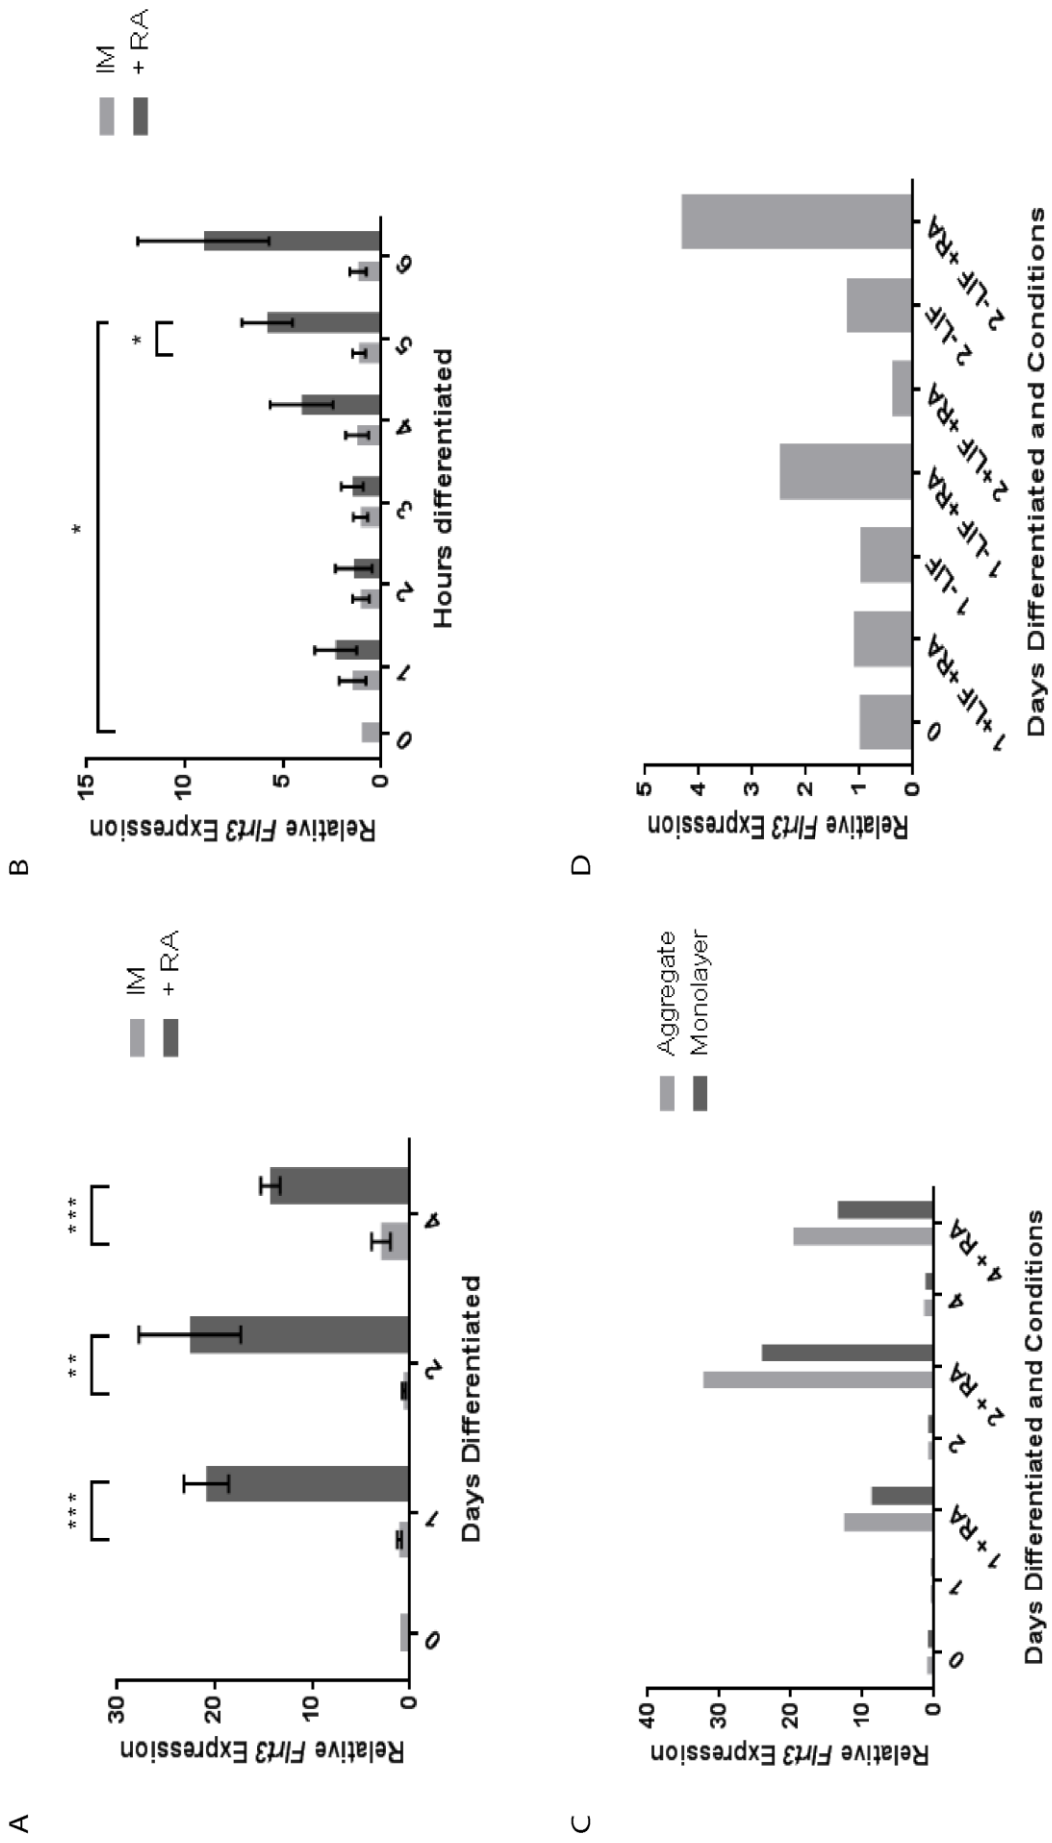 A
Relative Flrt3 Expression
30
20
10
0
***
**
***
0
1
2
4
Days Differentiated
IM
+ RA
B
Relative Flrt3 Expression
15
10
5
0
*
*
0
1
2
3
4
5
6
Hours differentiated
IM
+ RA
C
Relative Flrt3 Expression
40
30
20
10
0
0
1
1 + RA
2
2 + RA
4
4 + RA
Days Differentiated and Conditions
Aggregate
Monolayer
D
Relative Flrt3 Expression
5
4
3
2
1
0
0
1 +LIF +RA
1 -LIF
1 -LIF +RA
2 +LIF +RA
2 -LIF
2 -LIF +RA
Days Differentiated and Conditions